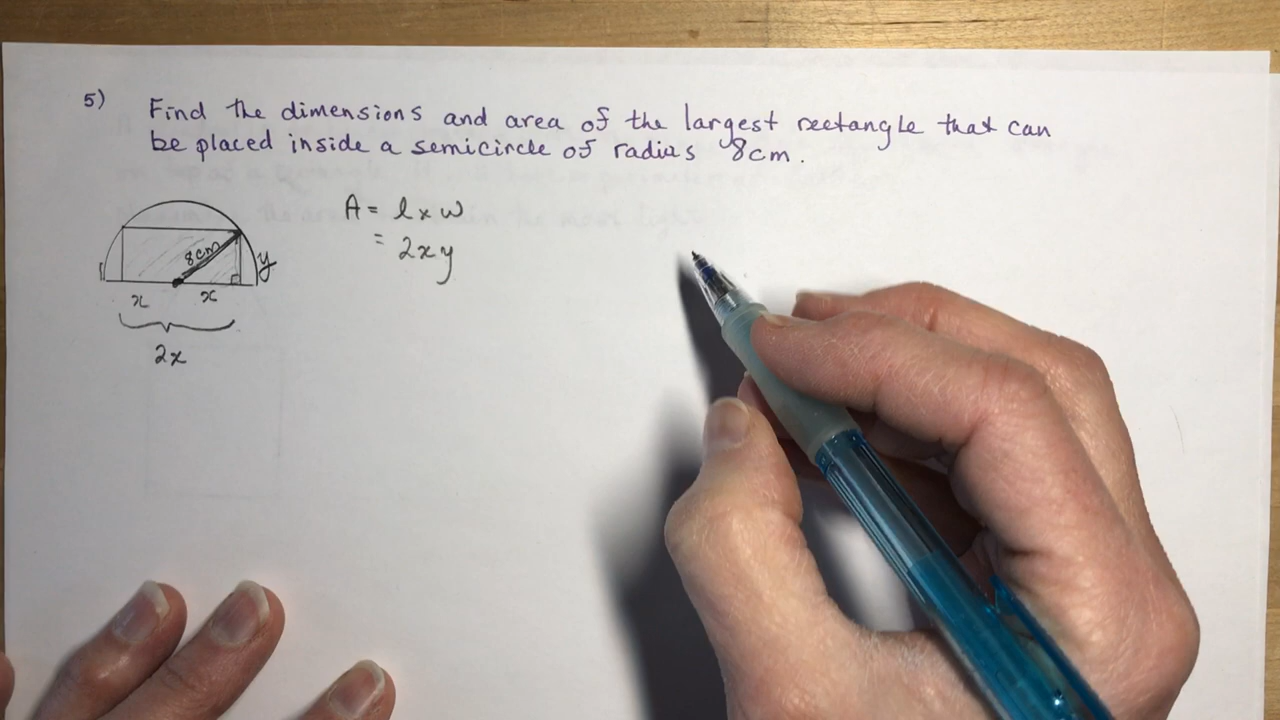 5) Find the dimensions and area of the largest rectangle that can
be placed inside a semicircle of radius 8cm.
A = l x w
= 2xy
8cm
y
x x
2x